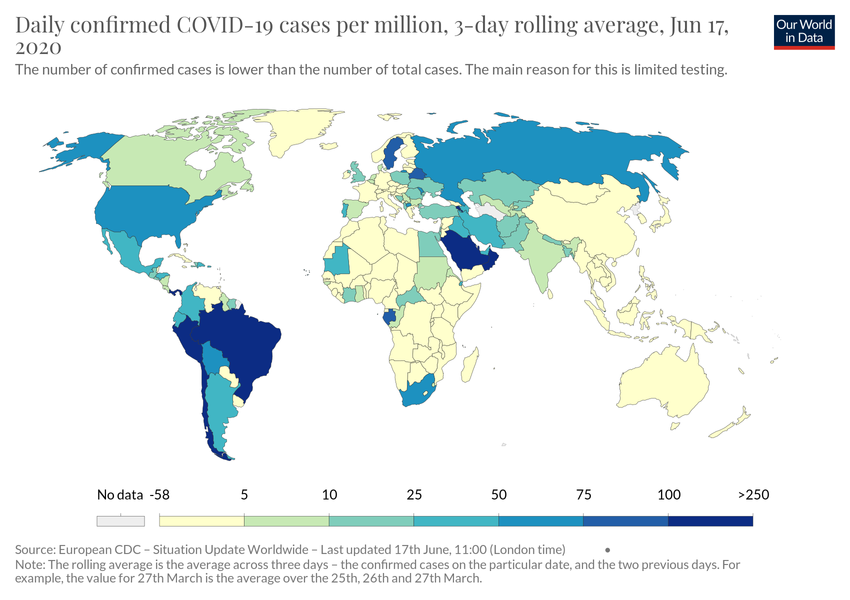 Daily confirmed COVID-19 cases per million, 3-day rolling average, Jun 17,
2020
Our World
in Data
The number of confirmed cases is lower than the number of total cases. The main reason for this is limited testing.
No data -58 5 10 25 50 75 100 >250
Source: European CDC – Situation Update Worldwide – Last updated 17th June, 11:00 (London time)
Note: The rolling average is the average across three days – the confirmed cases on the particular date, and the two previous days. For
example, the value for 27th March is the average over the 25th, 26th and 27th March.